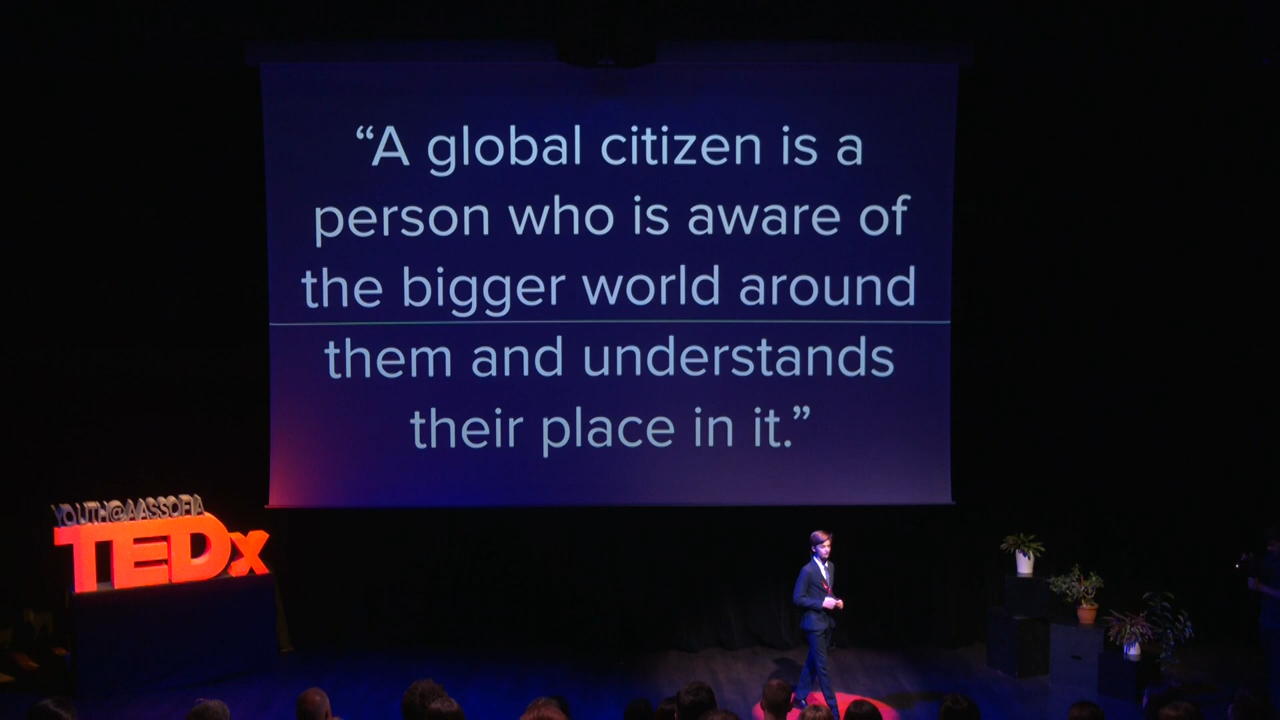 “A global citizen is a
person who is aware of
the bigger world around
them and understands
their place in it.”
YOUTH@AASSOFIA
TEDx